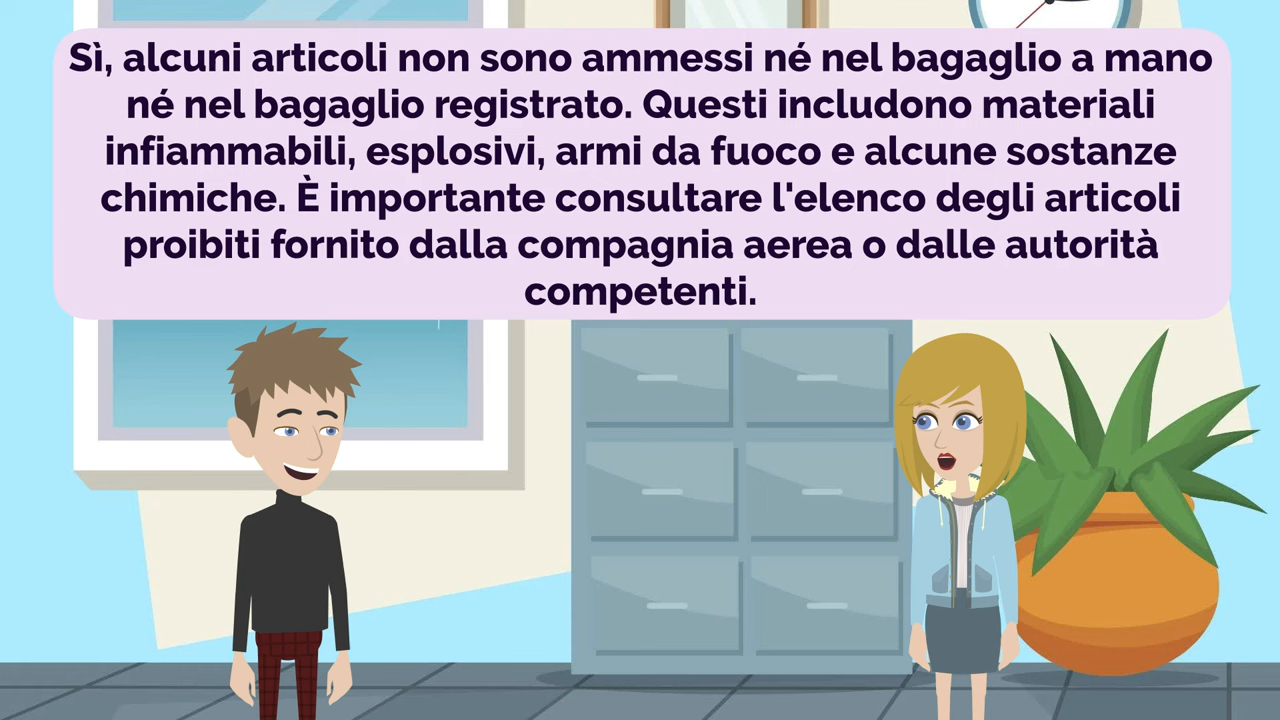 Sì, alcuni articoli non sono ammessi né nel bagaglio a mano
né nel bagaglio registrato. Questi includono materiali
infiammabili, esplosivi, armi da fuoco e alcune sostanze
chimiche. È importante consultare l'elenco degli articoli
proibiti fornito dalla compagnia aerea o dalle autorità
competenti.